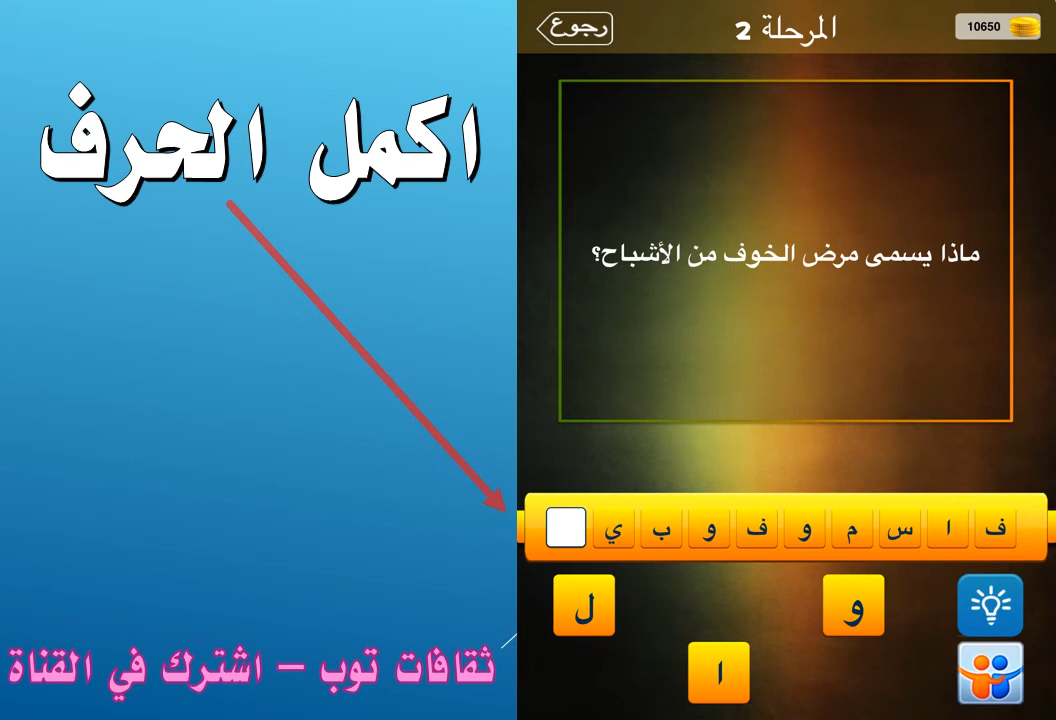 اكمل الحرف
ثقافات توب – اشترك في القناة
رجوع
المرحلة 2
10650
ماذا يسمى مرض الخوف من الأشباح؟
ف ا س م و ف و ب ي
ل و
ا